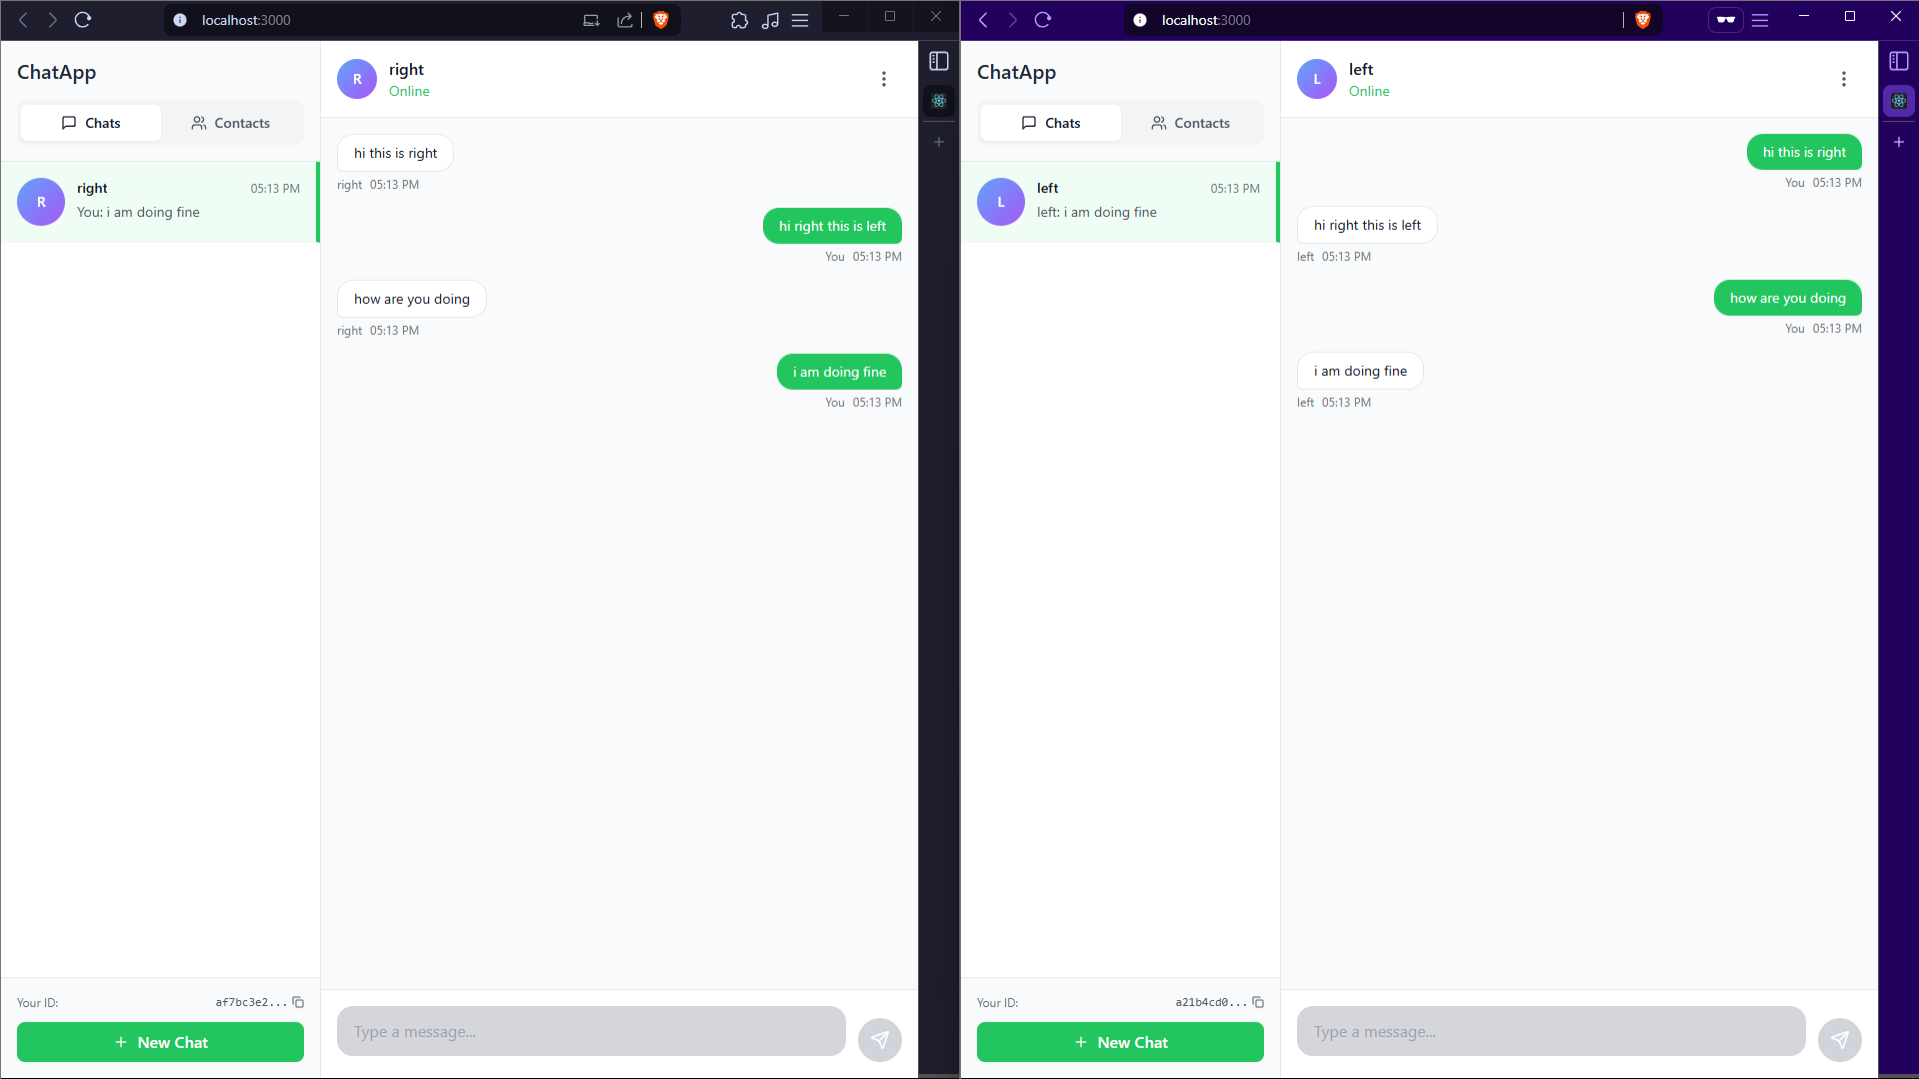 localhost:3000
ChatApp
Chats
Contacts
R
right
05:13 PM
You: i am doing fine
Your ID:
af7bc3e2...
+ New Chat
R
right
Online
hi this is right
right 05:13 PM
hi right this is left
You 05:13 PM
how are you doing
right 05:13 PM
i am doing fine
You 05:13 PM
Type a message...
localhost:3000
ChatApp
Chats
Contacts
L
left
05:13 PM
left: i am doing fine
Your ID:
a21b4cd0...
+ New Chat
L
left
Online
hi this is right
You 05:13 PM
hi right this is left
left 05:13 PM
how are you doing
You 05:13 PM
i am doing fine
left 05:13 PM
Type a message...